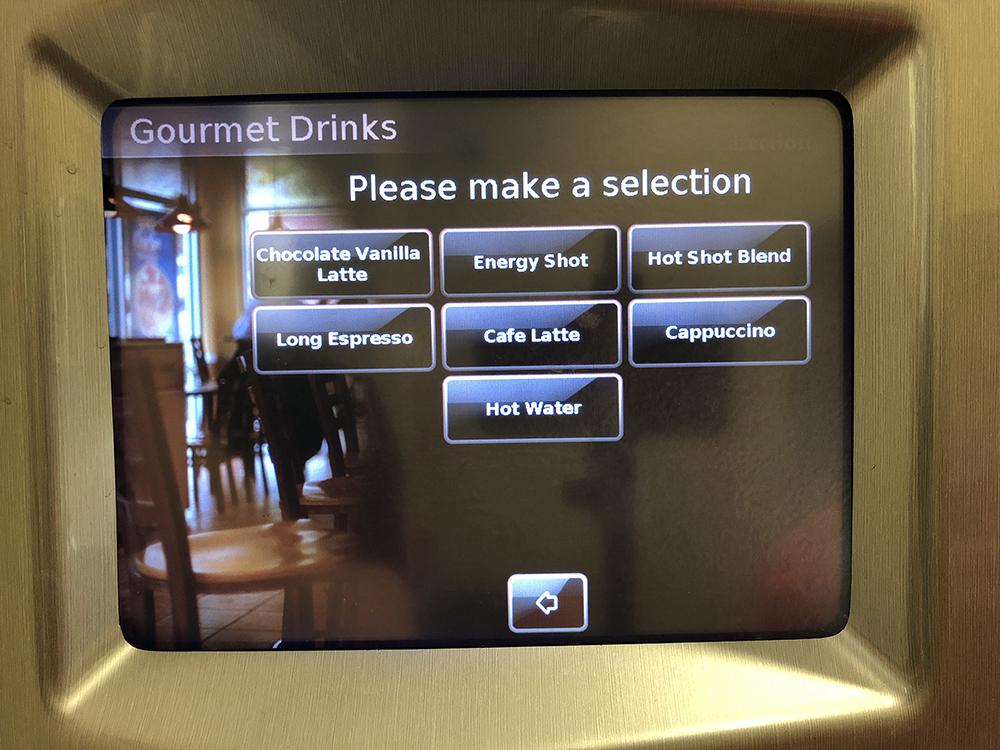 Gourmet Drinks
Please make a selection
Chocolate Vanilla
Latte
Energy Shot
Hot Shot Blend
Long Espresso
Cafe Latte
Cappuccino
Hot Water